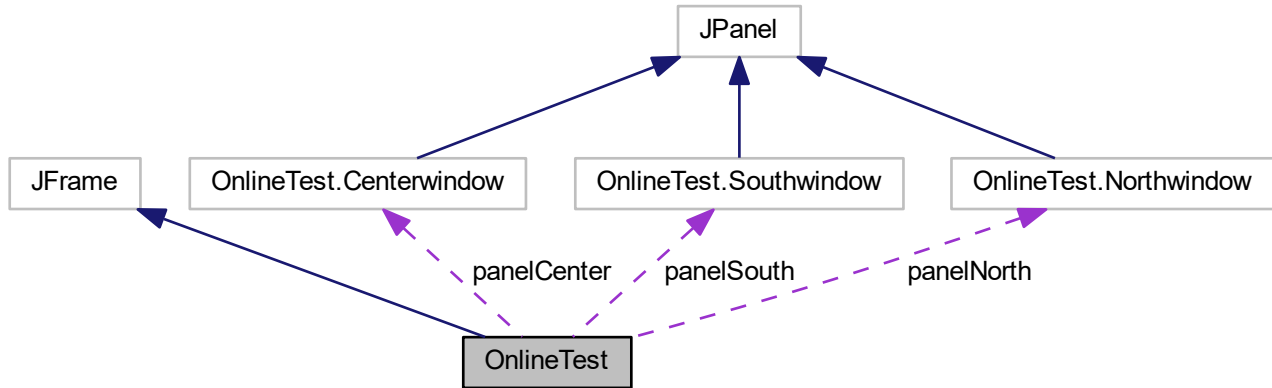 JPanel
JFrame
OnlineTest.Centerwindow
OnlineTest.Southwindow
OnlineTest.Northwindow
panelCenter
panelSouth
panelNorth
OnlineTest